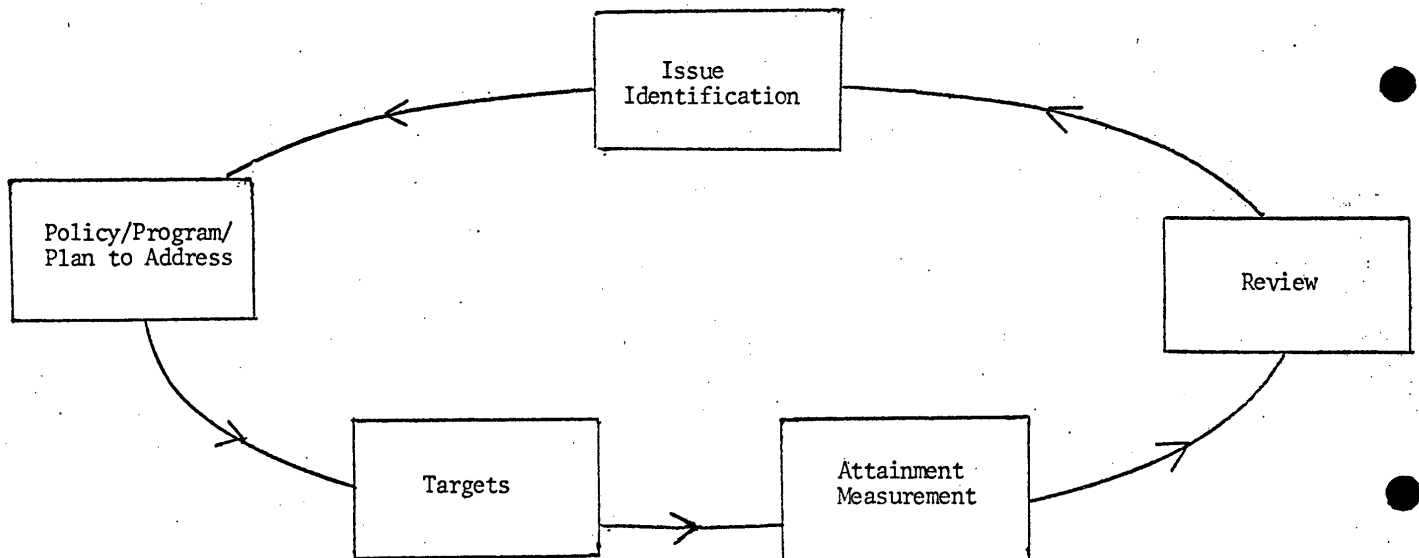 Issue
Identification
Policy/Program/
Plan to Address
Review
Targets
Attainment
Measurement